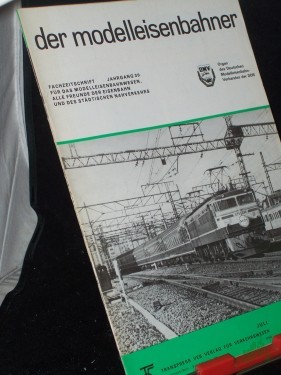 der modelleisenbahner
FACHZEITSCHRIFT JAHRGANG 25
FÜR DAS MODELLEISENBAHNWESEN,
ALLE FREUNDE DER EISENBAHN
UND DES STÄDTISCHEN NAHVERKEHRS
DMV
Organ
des Deutschen
Modelleisenbahn-
Verbandes der DDR
JULI
TRANSPRESS VEB VERLAG FÜR VERKEHRSWESEN